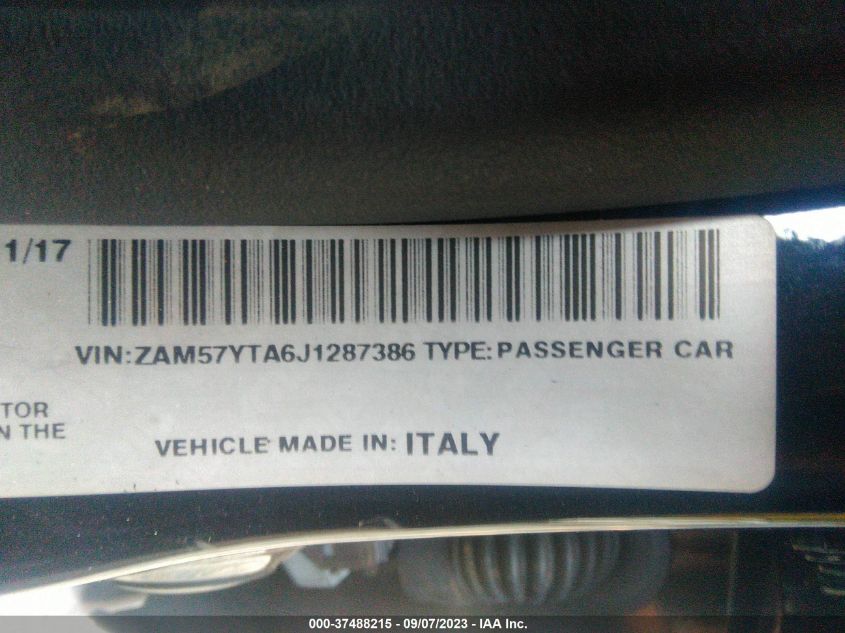 1/17
VIN:ZAM57YTA6J1287386 TYPE:PASSENGER CAR
TOR
N THE
VEHICLE MADE IN: ITALY
000-37488215 - 09/07/2023 - IAA Inc.